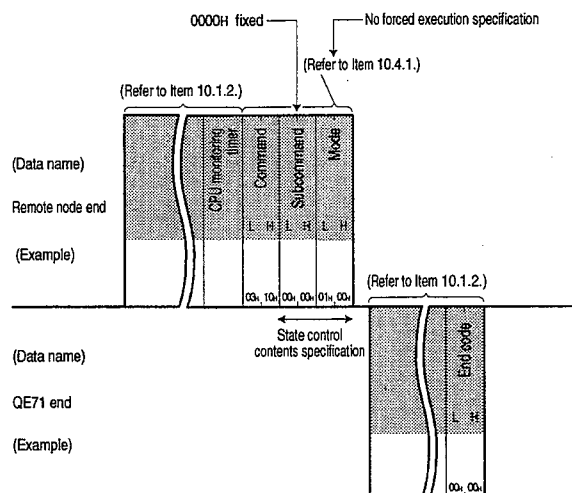 0000H fixed
No forced execution specification
(Refer to Item 10.4.1.)
(Refer to Item 10.1.2.)
(Data name)
Remote node end
(Example)
CPU monitoring timer
Command
Subcommand
Mode
L H L H L H
03H, 10H 00H, 00H 01H, 00H
State control
contents specification
(Refer to Item 10.1.2.)
(Data name)
QE71 end
(Example)
End code
L H
00H, 00H